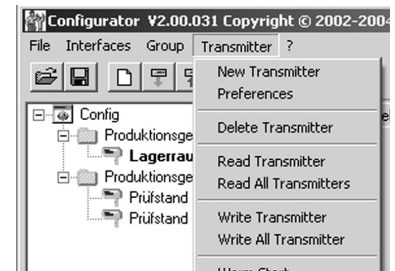 Configurator V2.00.031 Copyright © 2002-2004
File Interfaces Group Transmitter ?
New Transmitter
Preferences
Delete Transmitter
Read Transmitter
Read All Transmitters
Write Transmitter
Write All Transmitter
Config
Produktionsge
Lagerrau
Produktionsge
Prüfstand
Prüfstand